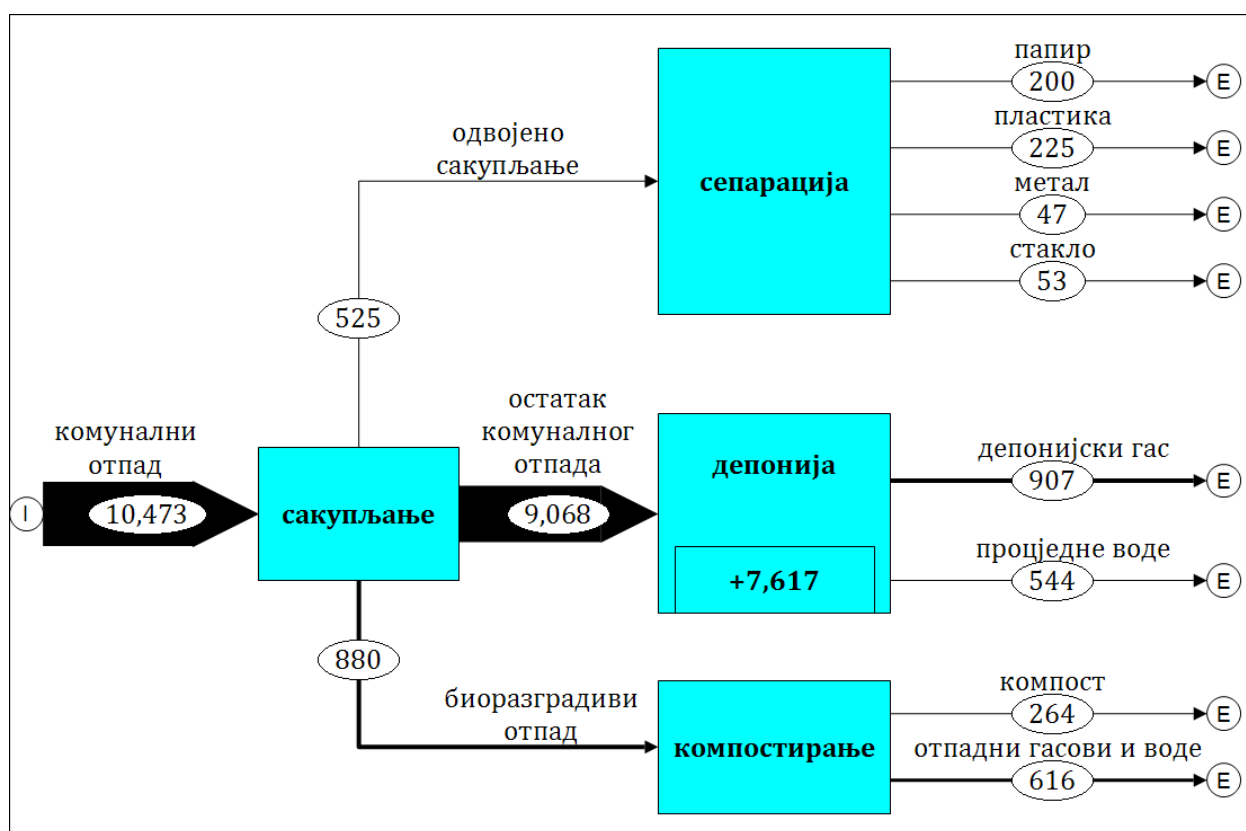 папир
200
E
пластика
225
E
одвојено
сакупљање
сепарација
метал
47
E
стакло
53
E
525
комунални
отпад
I
10,473
сакупљање
остатак
комуналног
отпада
9,068
депонија
+7,617
депонијски гас
907
E
процједне воде
544
E
880
биоразградиви
отпад
компостирање
компост
264
E
отпадни гасови и воде
616
E